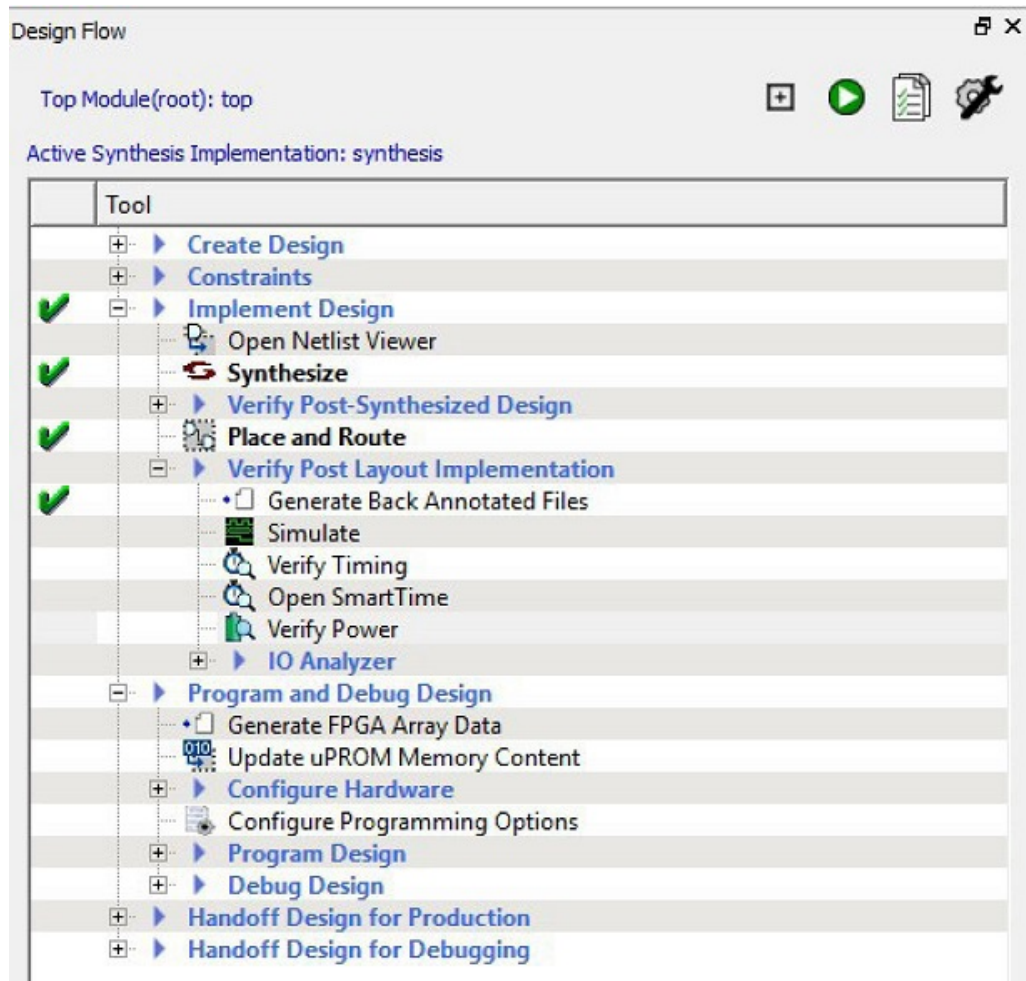 Design Flow
Top Module(root): top
Active Synthesis Implementation: synthesis
Tool
Create Design
Constraints
Implement Design
Open Netlist Viewer
Synthesize
Verify Post-Synthesized Design
Place and Route
Verify Post Layout Implementation
Generate Back Annotated Files
Simulate
Verify Timing
Open SmartTime
Verify Power
IO Analyzer
Program and Debug Design
Generate FPGA Array Data
010 Update uPROM Memory Content
Configure Hardware
Configure Programming Options
Program Design
Debug Design
Handoff Design for Production
Handoff Design for Debugging